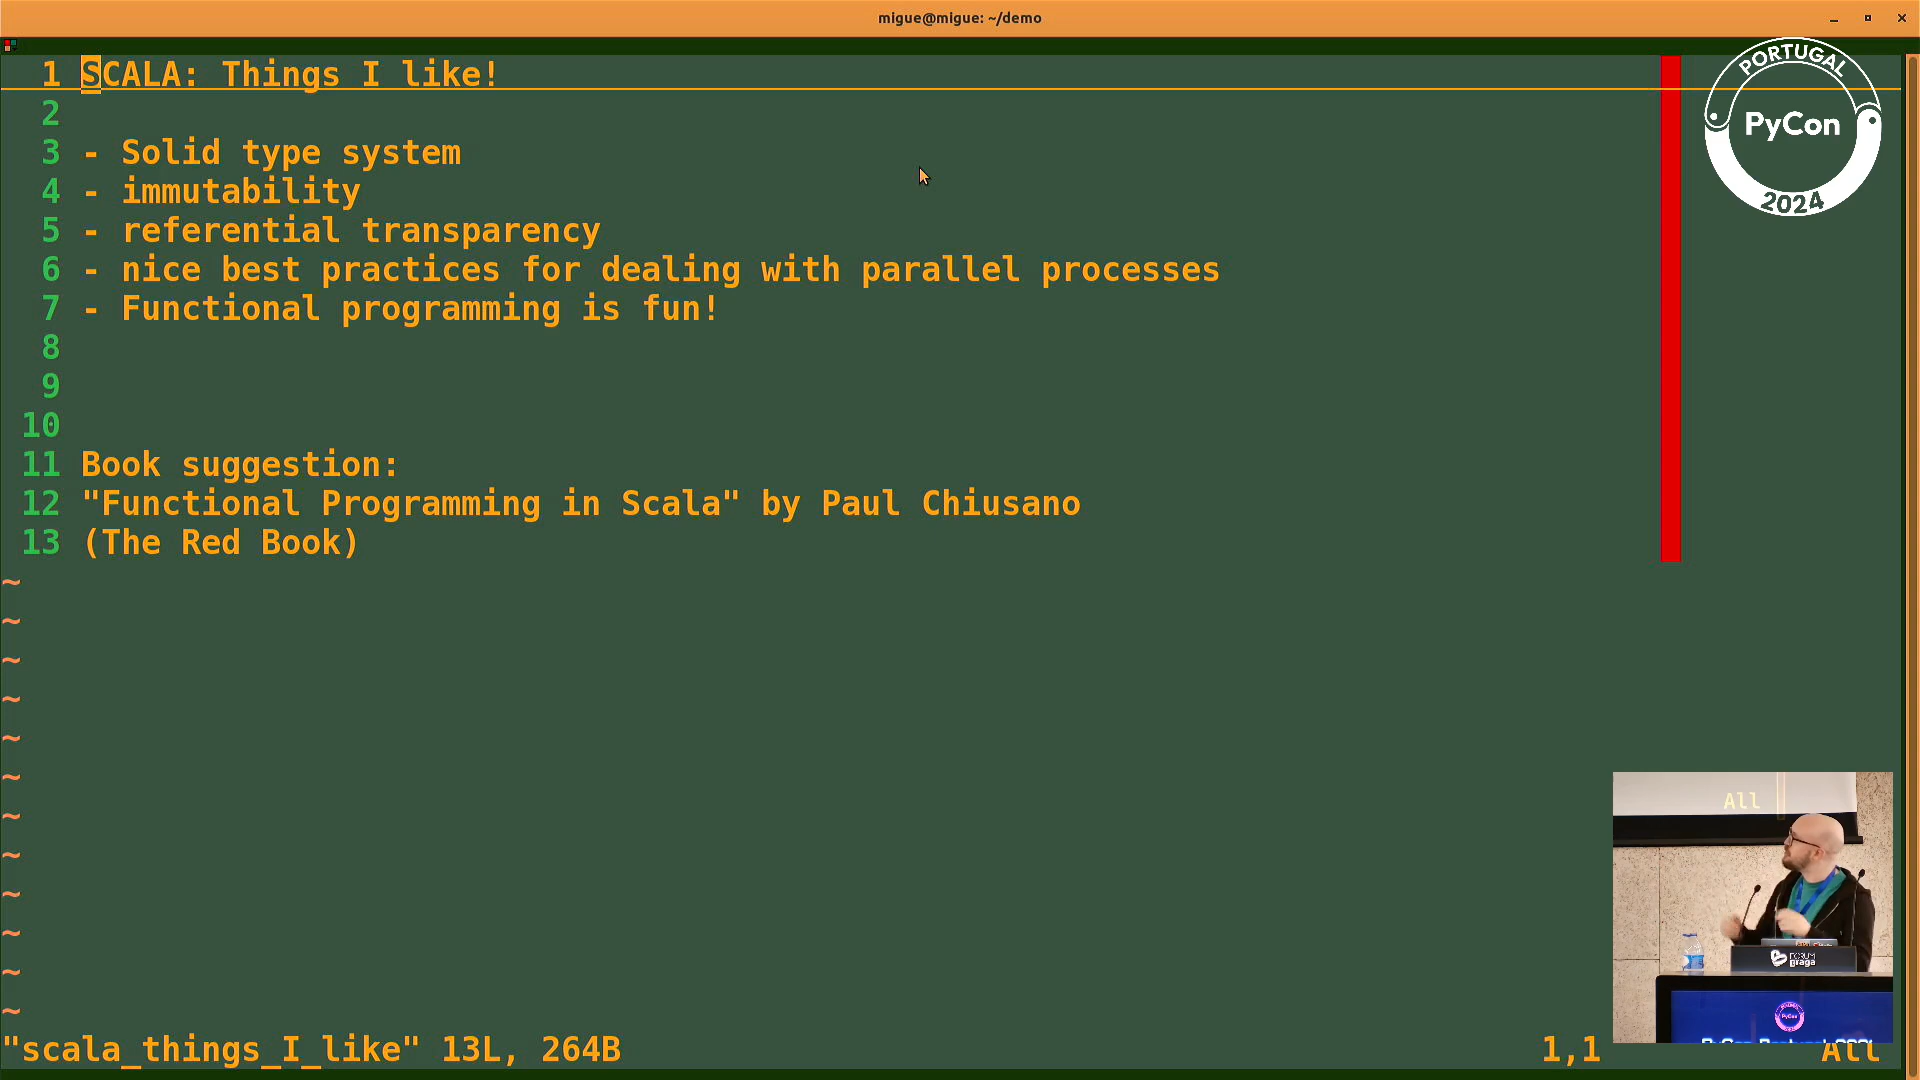 migue@migue: ~/demo
1 SCALA: Things I like!
2
3 - Solid type system
4 - immutability
5 - referential transparency
6 - nice best practices for dealing with parallel processes
7 - Functional programming is fun!
8
9
10
11 Book suggestion:
12 "Functional Programming in Scala" by Paul Chiusano
13 (The Red Book)
~
~
~
~
~
~
~
~
~
~
~
~
"scala_things_I_like" 13L, 264B 1,1 All
PORTUGAL
PyCon
2024
All
FORUM
Braga
PyCon